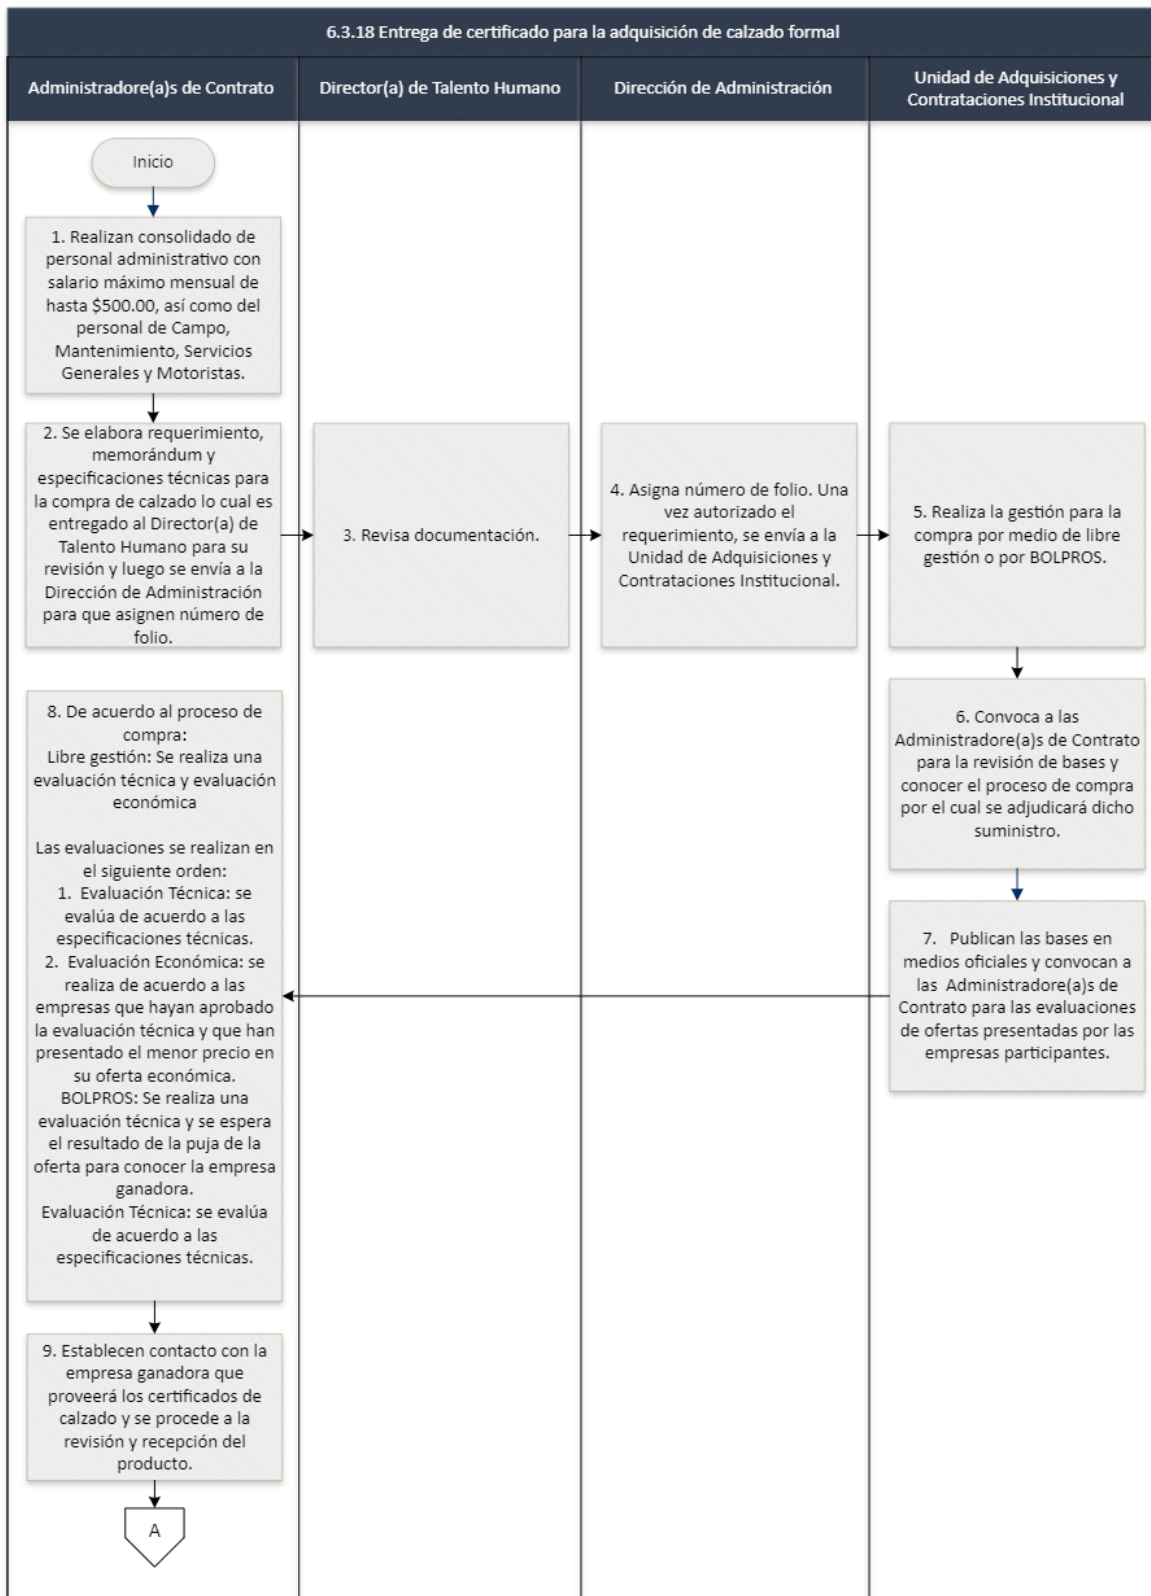 6.3.18 Entrega de certificado para la adquisición de calzado formal
Administradore(a)s de Contrato
Director(a) de Talento Humano
Dirección de Administración
Unidad de Adquisiciones y
Contrataciones Institucional
Inicio
1. Realizan consolidado de
personal administrativo con
salario máximo mensual de
hasta $500.00, así como del
personal de Campo,
Mantenimiento, Servicios
Generales y Motoristas.
2. Se elabora requerimiento,
memorándum y
especificaciones técnicas para
la compra de calzado lo cual es
entregado al Director(a) de
Talento Humano para su
revisión y luego se envía a la
Dirección de Administración
para que asignen número de
folio.
3. Revisa documentación.
4. Asigna número de folio. Una
vez autorizado el
requerimiento, se envía a la
Unidad de Adquisiciones y
Contrataciones Institucional.
5. Realiza la gestión para la
compra por medio de libre
gestión o por BOLPROS.
6. Convoca a las
Administradore(a)s de Contrato
para la revisión de bases y
conocer el proceso de compra
por el cual se adjudicará dicho
suministro.
7. Publican las bases en
medios oficiales y convocan a
las Administradore(a)s de
Contrato para las evaluaciones
de ofertas presentadas por las
empresas participantes.
8. De acuerdo al proceso de
compra:
Libre gestión: Se realiza una
evaluación técnica y evaluación
económica
Las evaluaciones se realizan en
el siguiente orden:
1. Evaluación Técnica: se
evalúa de acuerdo a las
especificaciones técnicas.
2. Evaluación Económica: se
realiza de acuerdo a las
empresas que hayan aprobado
la evaluación técnica y que han
presentado el menor precio en
su oferta económica.
BOLPROS: Se realiza una
evaluación técnica y se espera
el resultado de la puja de la
oferta para conocer la empresa
ganadora.
Evaluación Técnica: se evalúa
de acuerdo a las
especificaciones técnicas.
9. Establecen contacto con la
empresa ganadora que
proveerá los certificados de
calzado y se procede a la
revisión y recepción del
producto.
A